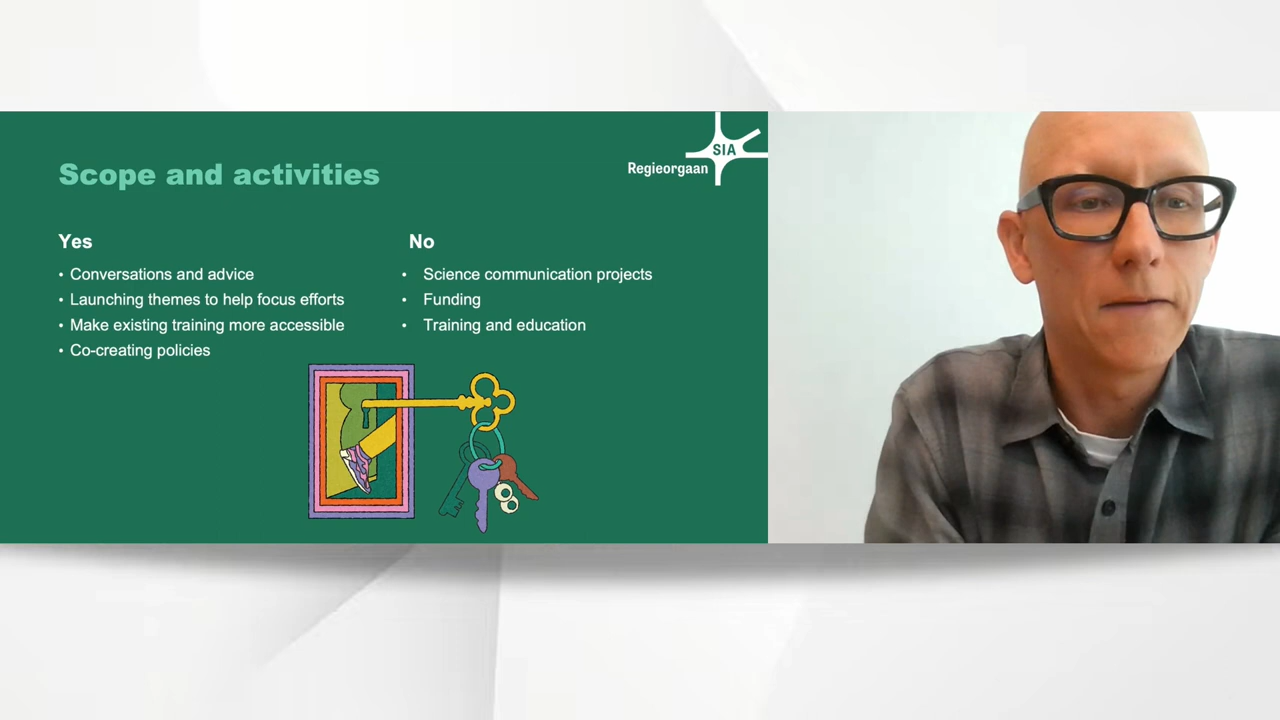 Scope and activities
SIA
Regieorgaan
Yes
• Conversations and advice
• Launching themes to help focus efforts
• Make existing training more accessible
• Co-creating policies
No
• Science communication projects
• Funding
• Training and education